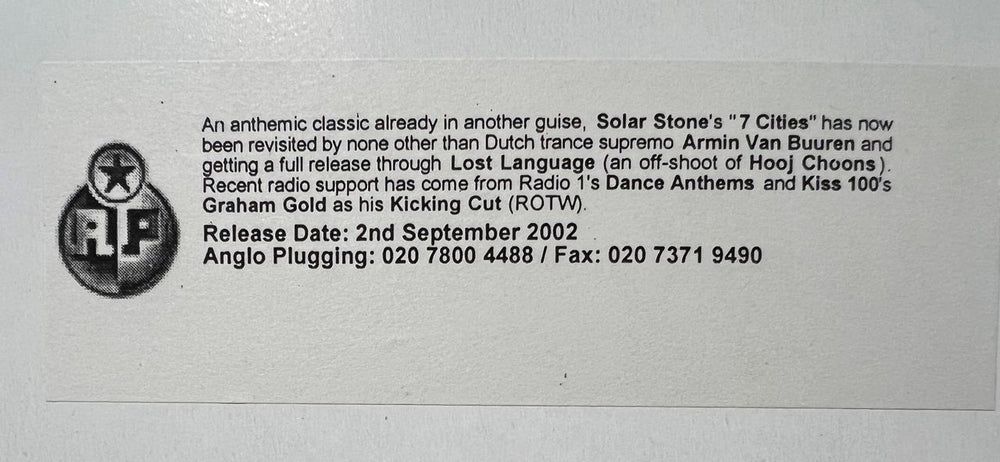 An anthemic classic already in another guise, Solar Stone's "7 Cities" has now
been revisited by none other than Dutch trance supremo Armin Van Buuren and
getting a full release through Lost Language (an off-shoot of Hooj Choons).
Recent radio support has come from Radio 1's Dance Anthems and Kiss 100's
Graham Gold as his Kicking Cut (ROTW).
AP
Release Date: 2nd September 2002
Anglo Plugging: 020 7800 4488 / Fax: 020 7371 9490